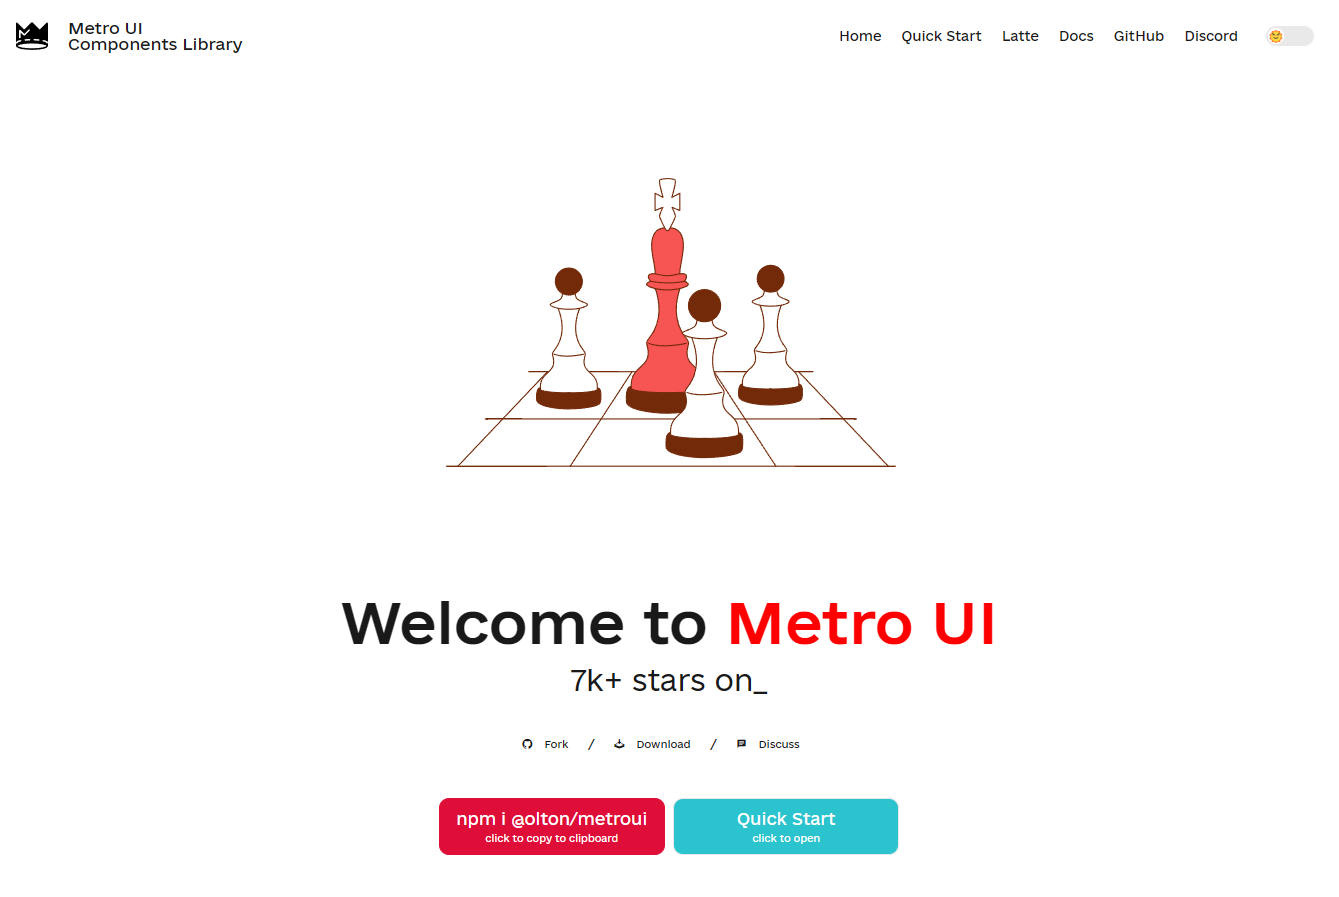 Metro UI
Components Library
Home Quick Start Latte Docs GitHub Discord
Welcome to Metro UI
7k+ stars on_
Fork / Download / Discuss
npm i @olton/metroui
click to copy to clipboard
Quick Start
click to open